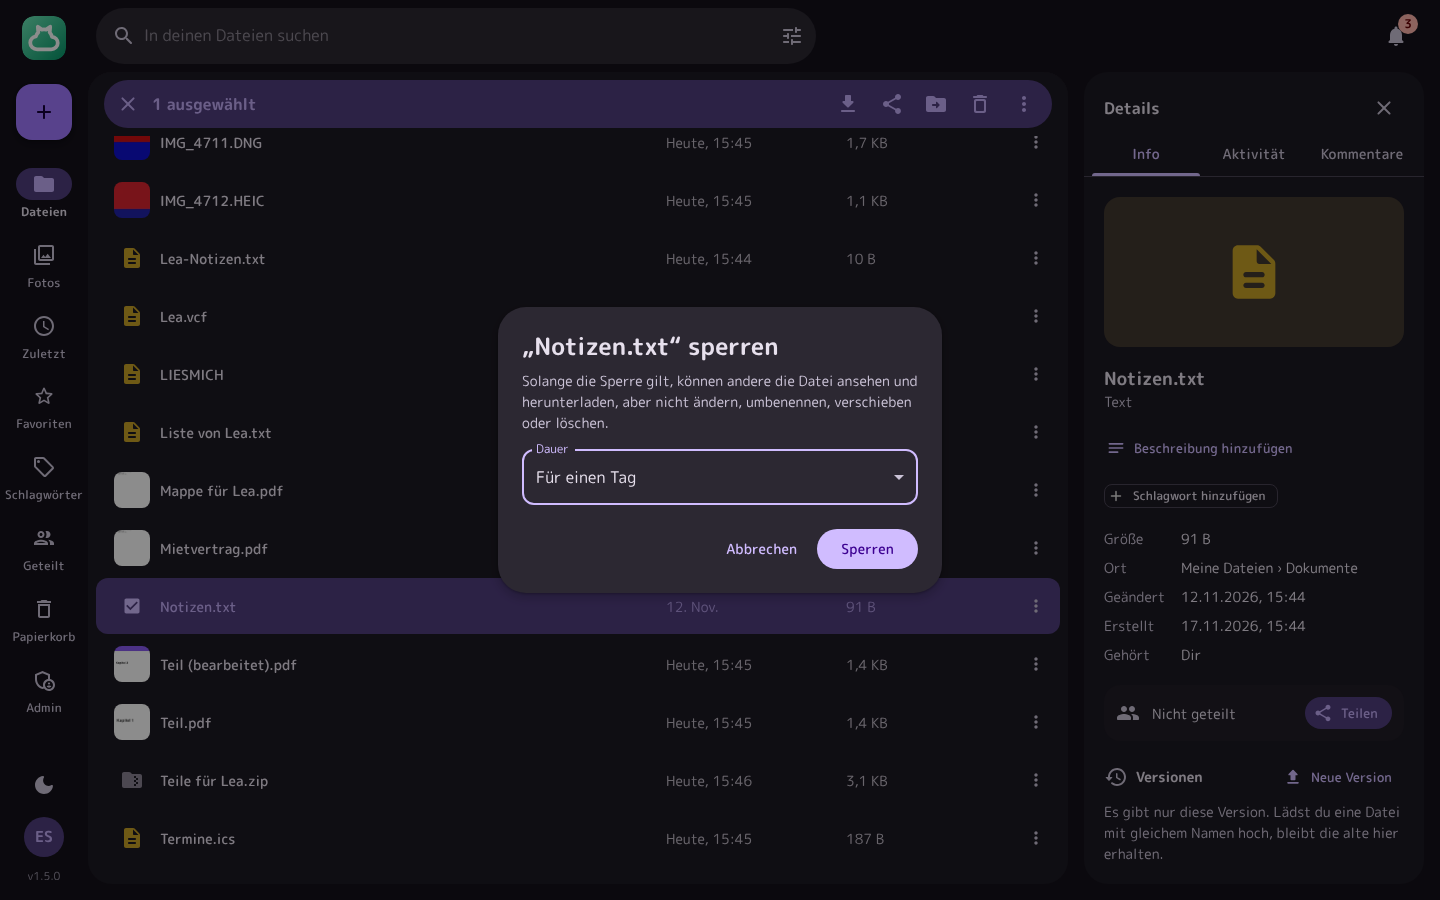 In deinen Dateien suchen
3
1 ausgewählt
Dateien
Fotos
Zuletzt
Favoriten
Schlagwörter
Geteilt
Papierkorb
Admin
ES
v1.5.0
IMG_4711.DNG Heute, 15:45 1,7 KB
IMG_4712.HEIC Heute, 15:45 1,1 KB
Lea-Notizen.txt Heute, 15:44 10 B
Lea.vcf
LIESMICH
Liste von Lea.txt
Mappe für Lea.pdf
Mietvertrag.pdf
Notizen.txt 12. Nov. 91 B
Teil (bearbeitet).pdf Heute, 15:45 1,4 KB
Teil.pdf Heute, 15:45 1,4 KB
Teile für Lea.zip Heute, 15:46 3,1 KB
Termine.ics Heute, 15:45 187 B
„Notizen.txt“ sperren
Solange die Sperre gilt, können andere die Datei ansehen und
herunterladen, aber nicht ändern, umbenennen, verschieben
oder löschen.
Dauer
Für einen Tag
Abbrechen Sperren
Details
Info Aktivität Kommentare
Notizen.txt
Text
Beschreibung hinzufügen
Schlagwort hinzufügen
Größe 91 B
Ort Meine Dateien › Dokumente
Geändert 12.11.2026, 15:44
Erstellt 17.11.2026, 15:44
Gehört Dir
Nicht geteilt Teilen
Versionen Neue Version
Es gibt nur diese Version. Lädst du eine Datei
mit gleichem Namen hoch, bleibt die alte hier
erhalten.